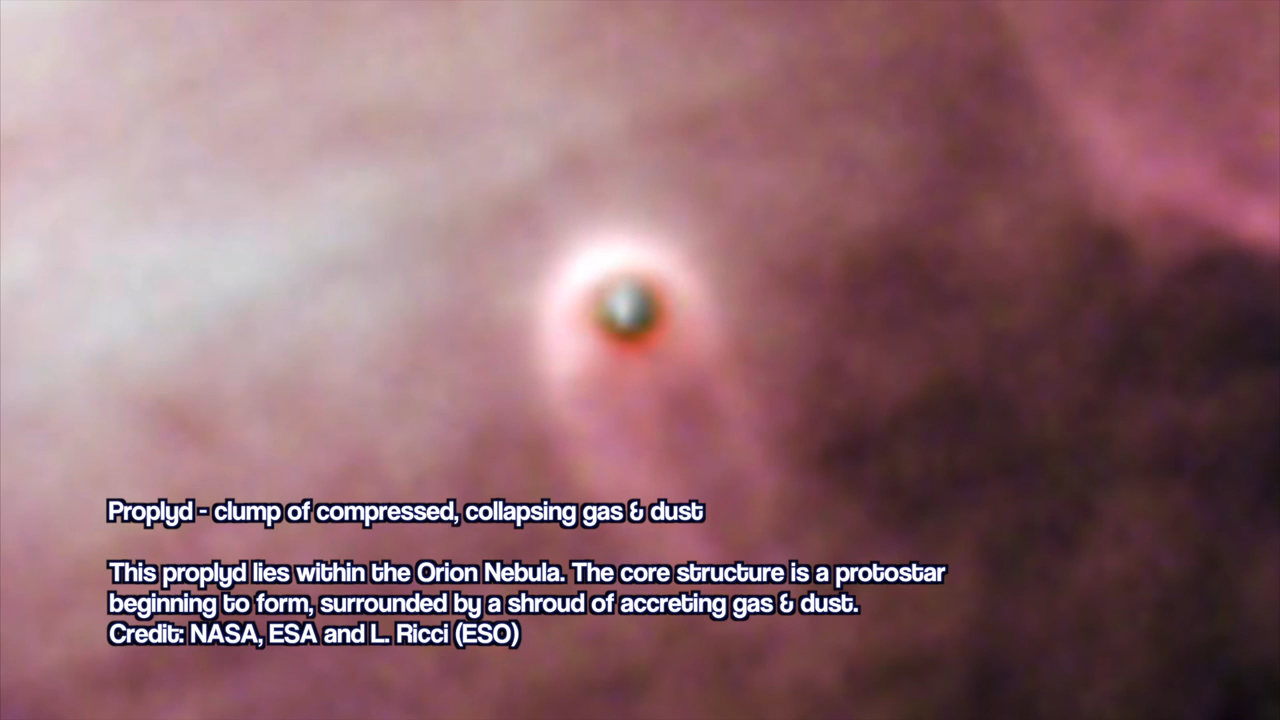 Proplyd - clump of compressed, collapsing gas & dust
This proplyd lies within the Orion Nebula. The core structure is a protostar
beginning to form, surrounded by a shroud of accreting gas & dust.
Credit: NASA, ESA and L. Ricci (ESO)